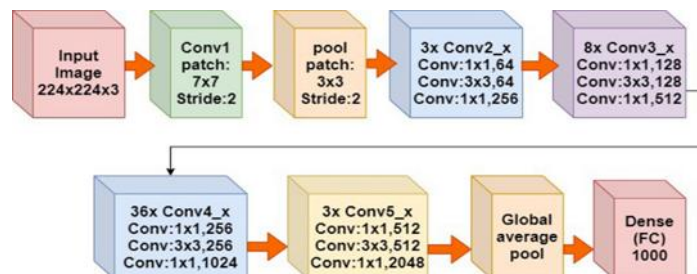 Input
Image
224x224x3
Conv1
patch:
7x7
Stride:2
pool
patch:
3x3
Stride:2
3x Conv2_x
Conv:1x1,64
Conv:3x3,64
Conv:1x1,256
8x Conv3_x
Conv:1x1,128
Conv:3x3,128
Conv:1x1,512
36x Conv4_x
Conv:1x1,256
Conv:3x3,256
Conv:1x1,1024
3x Conv5_x
Conv:1x1,512
Conv:3x3,512
Conv:1x1,2048
Global
average
pool
Dense
(FC)
1000